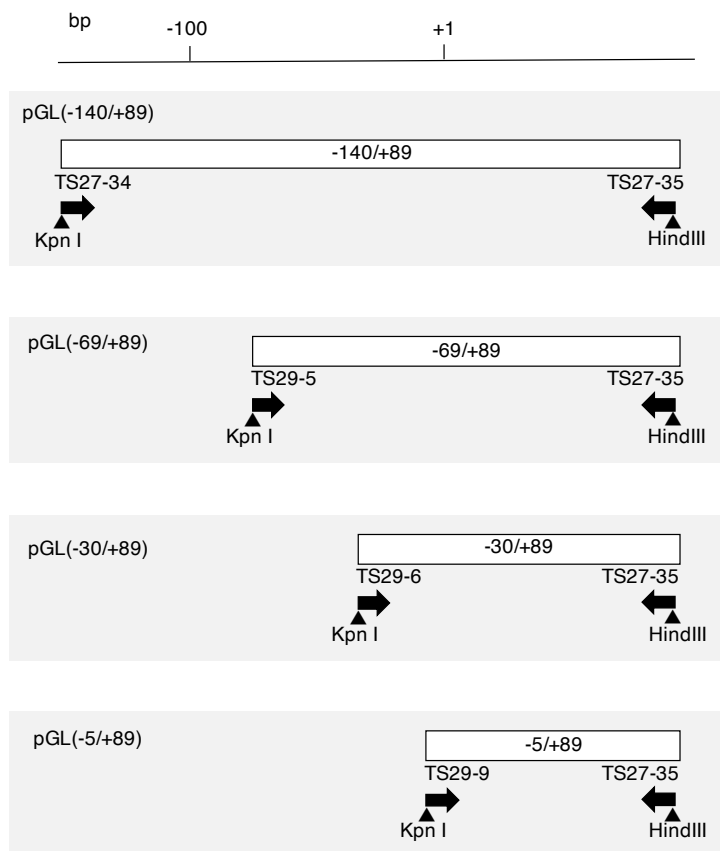 bp -100 +1
pGL(-140/+89)
-140/+89
TS27-34 TS27-35
Kpn I HindIII
pGL(-69/+89)
-69/+89
TS29-5 TS27-35
Kpn I HindIII
pGL(-30/+89)
-30/+89
TS29-6 TS27-35
Kpn I HindIII
pGL(-5/+89)
-5/+89
TS29-9 TS27-35
Kpn I HindIII